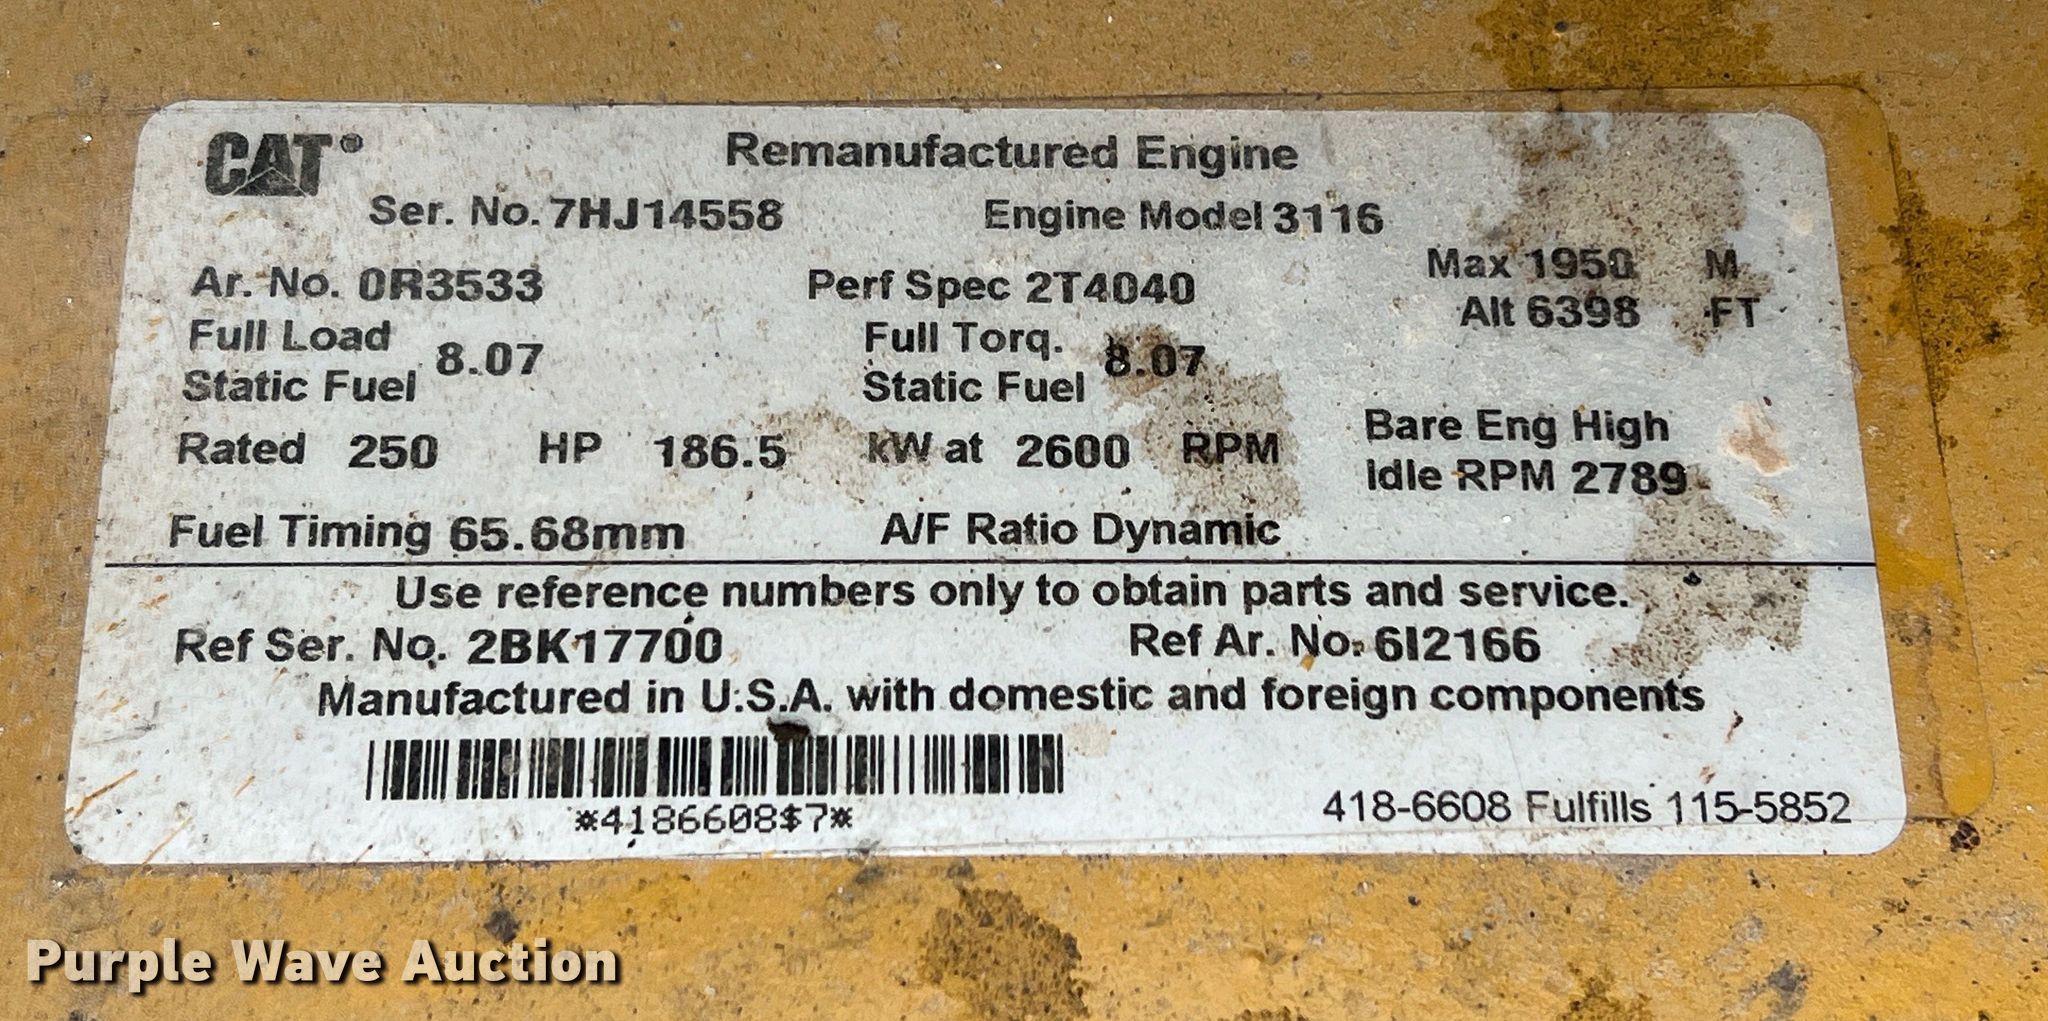 CAT®
Remanufactured Engine
Ser. No. 7HJ14558 Engine Model 3116
Ar. No. 0R3533 Perf Spec 2T4040 Max 1950 M
Alt 6398 FT
Full Load Static Fuel 8.07 Full Torq. Static Fuel 8.07
Rated 250 HP 186.5 kW at 2600 RPM Bare Eng High
Idle RPM 2789
Fuel Timing 65.68mm A/F Ratio Dynamic
Use reference numbers only to obtain parts and service.
Ref Ser. No. 2BK17700 Ref Ar. No. 6I2166
Manufactured in U.S.A. with domestic and foreign components
*4186608$7*
418-6608 Fulfills 115-5852
Purple Wave Auction